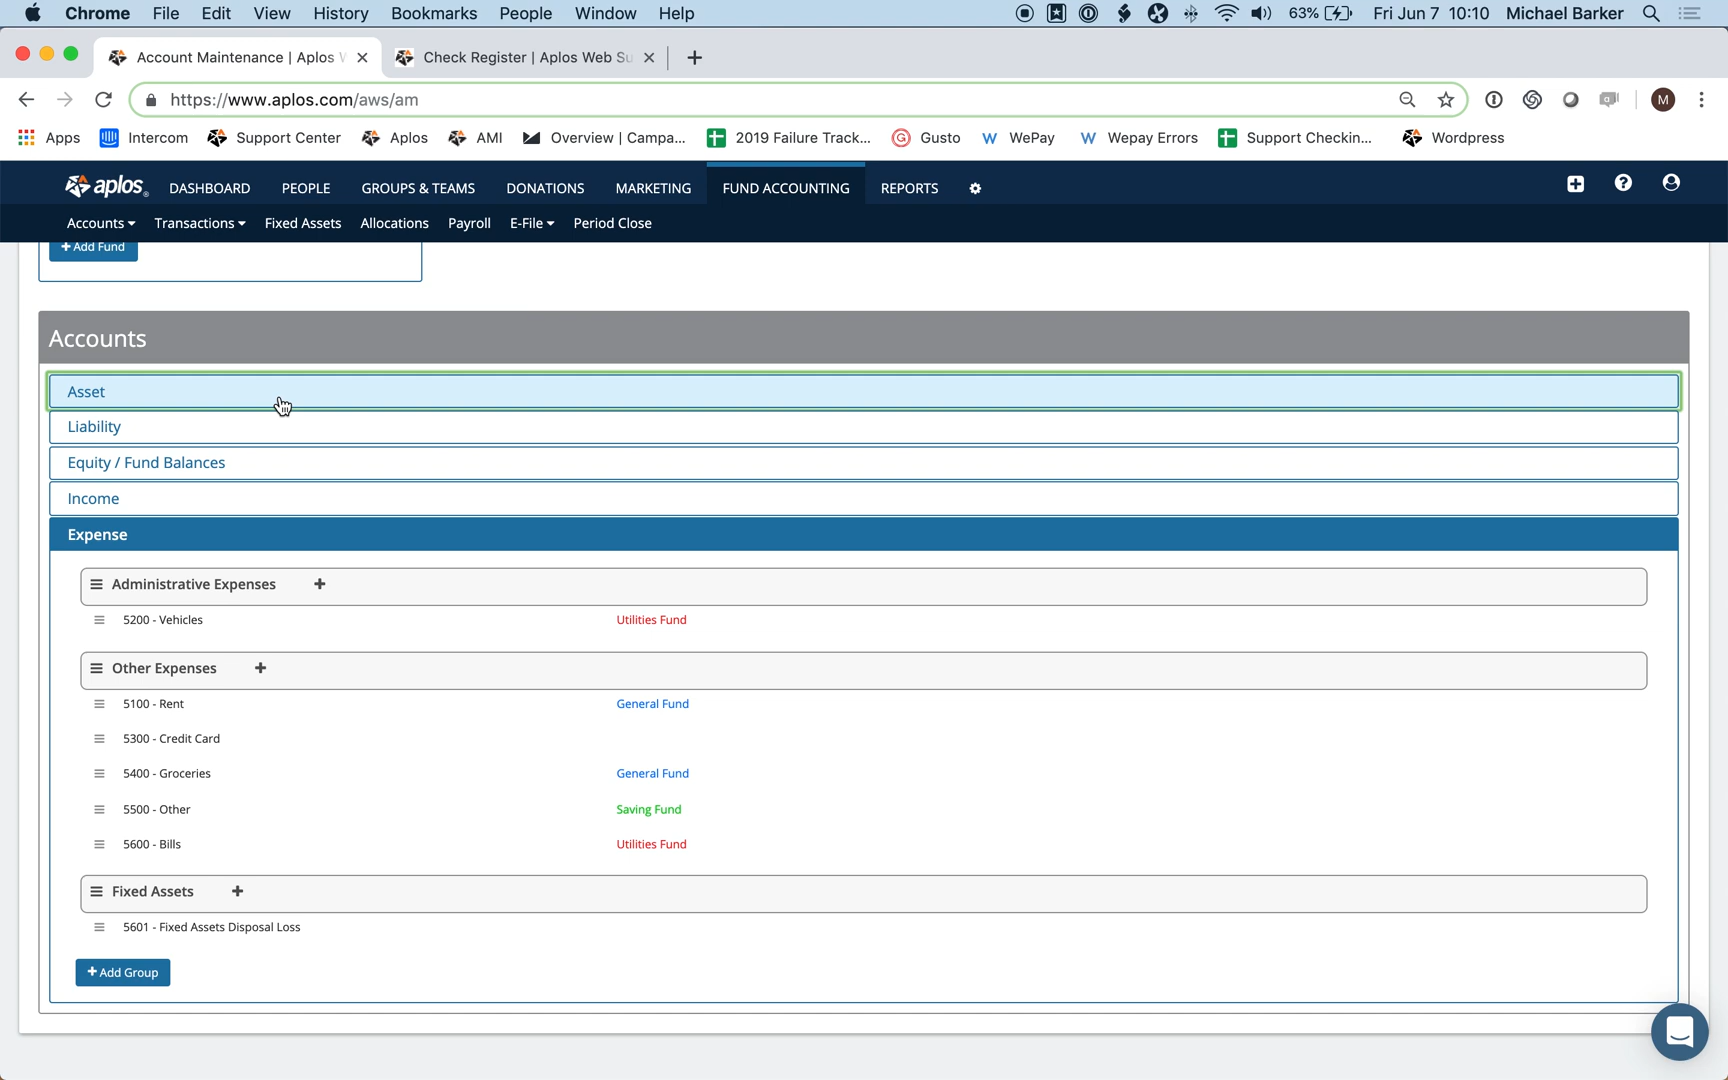 Chrome File Edit View History Bookmarks People Window Help 63% Fri Jun 7 10:10 Michael Barker
Account Maintenance | Aplos Check Register | Aplos Web Su
https://www.aplos.com/aws/am M
Apps Intercom Support Center Aplos AMI Overview | Campa... 2019 Failure Track... Gusto WePay Wepay Errors Support Checkin... Wordpress
aplos DASHBOARD PEOPLE GROUPS & TEAMS DONATIONS MARKETING FUND ACCOUNTING REPORTS
Accounts Transactions Fixed Assets Allocations Payroll E-File Period Close
+ Add Fund
Accounts
Asset
Liability
Equity / Fund Balances
Income
Expense
Administrative Expenses +
5200 - Vehicles Utilities Fund
Other Expenses +
5100 - Rent General Fund
5300 - Credit Card
5400 - Groceries General Fund
5500 - Other Saving Fund
5600 - Bills Utilities Fund
Fixed Assets +
5601 - Fixed Assets Disposal Loss
+ Add Group